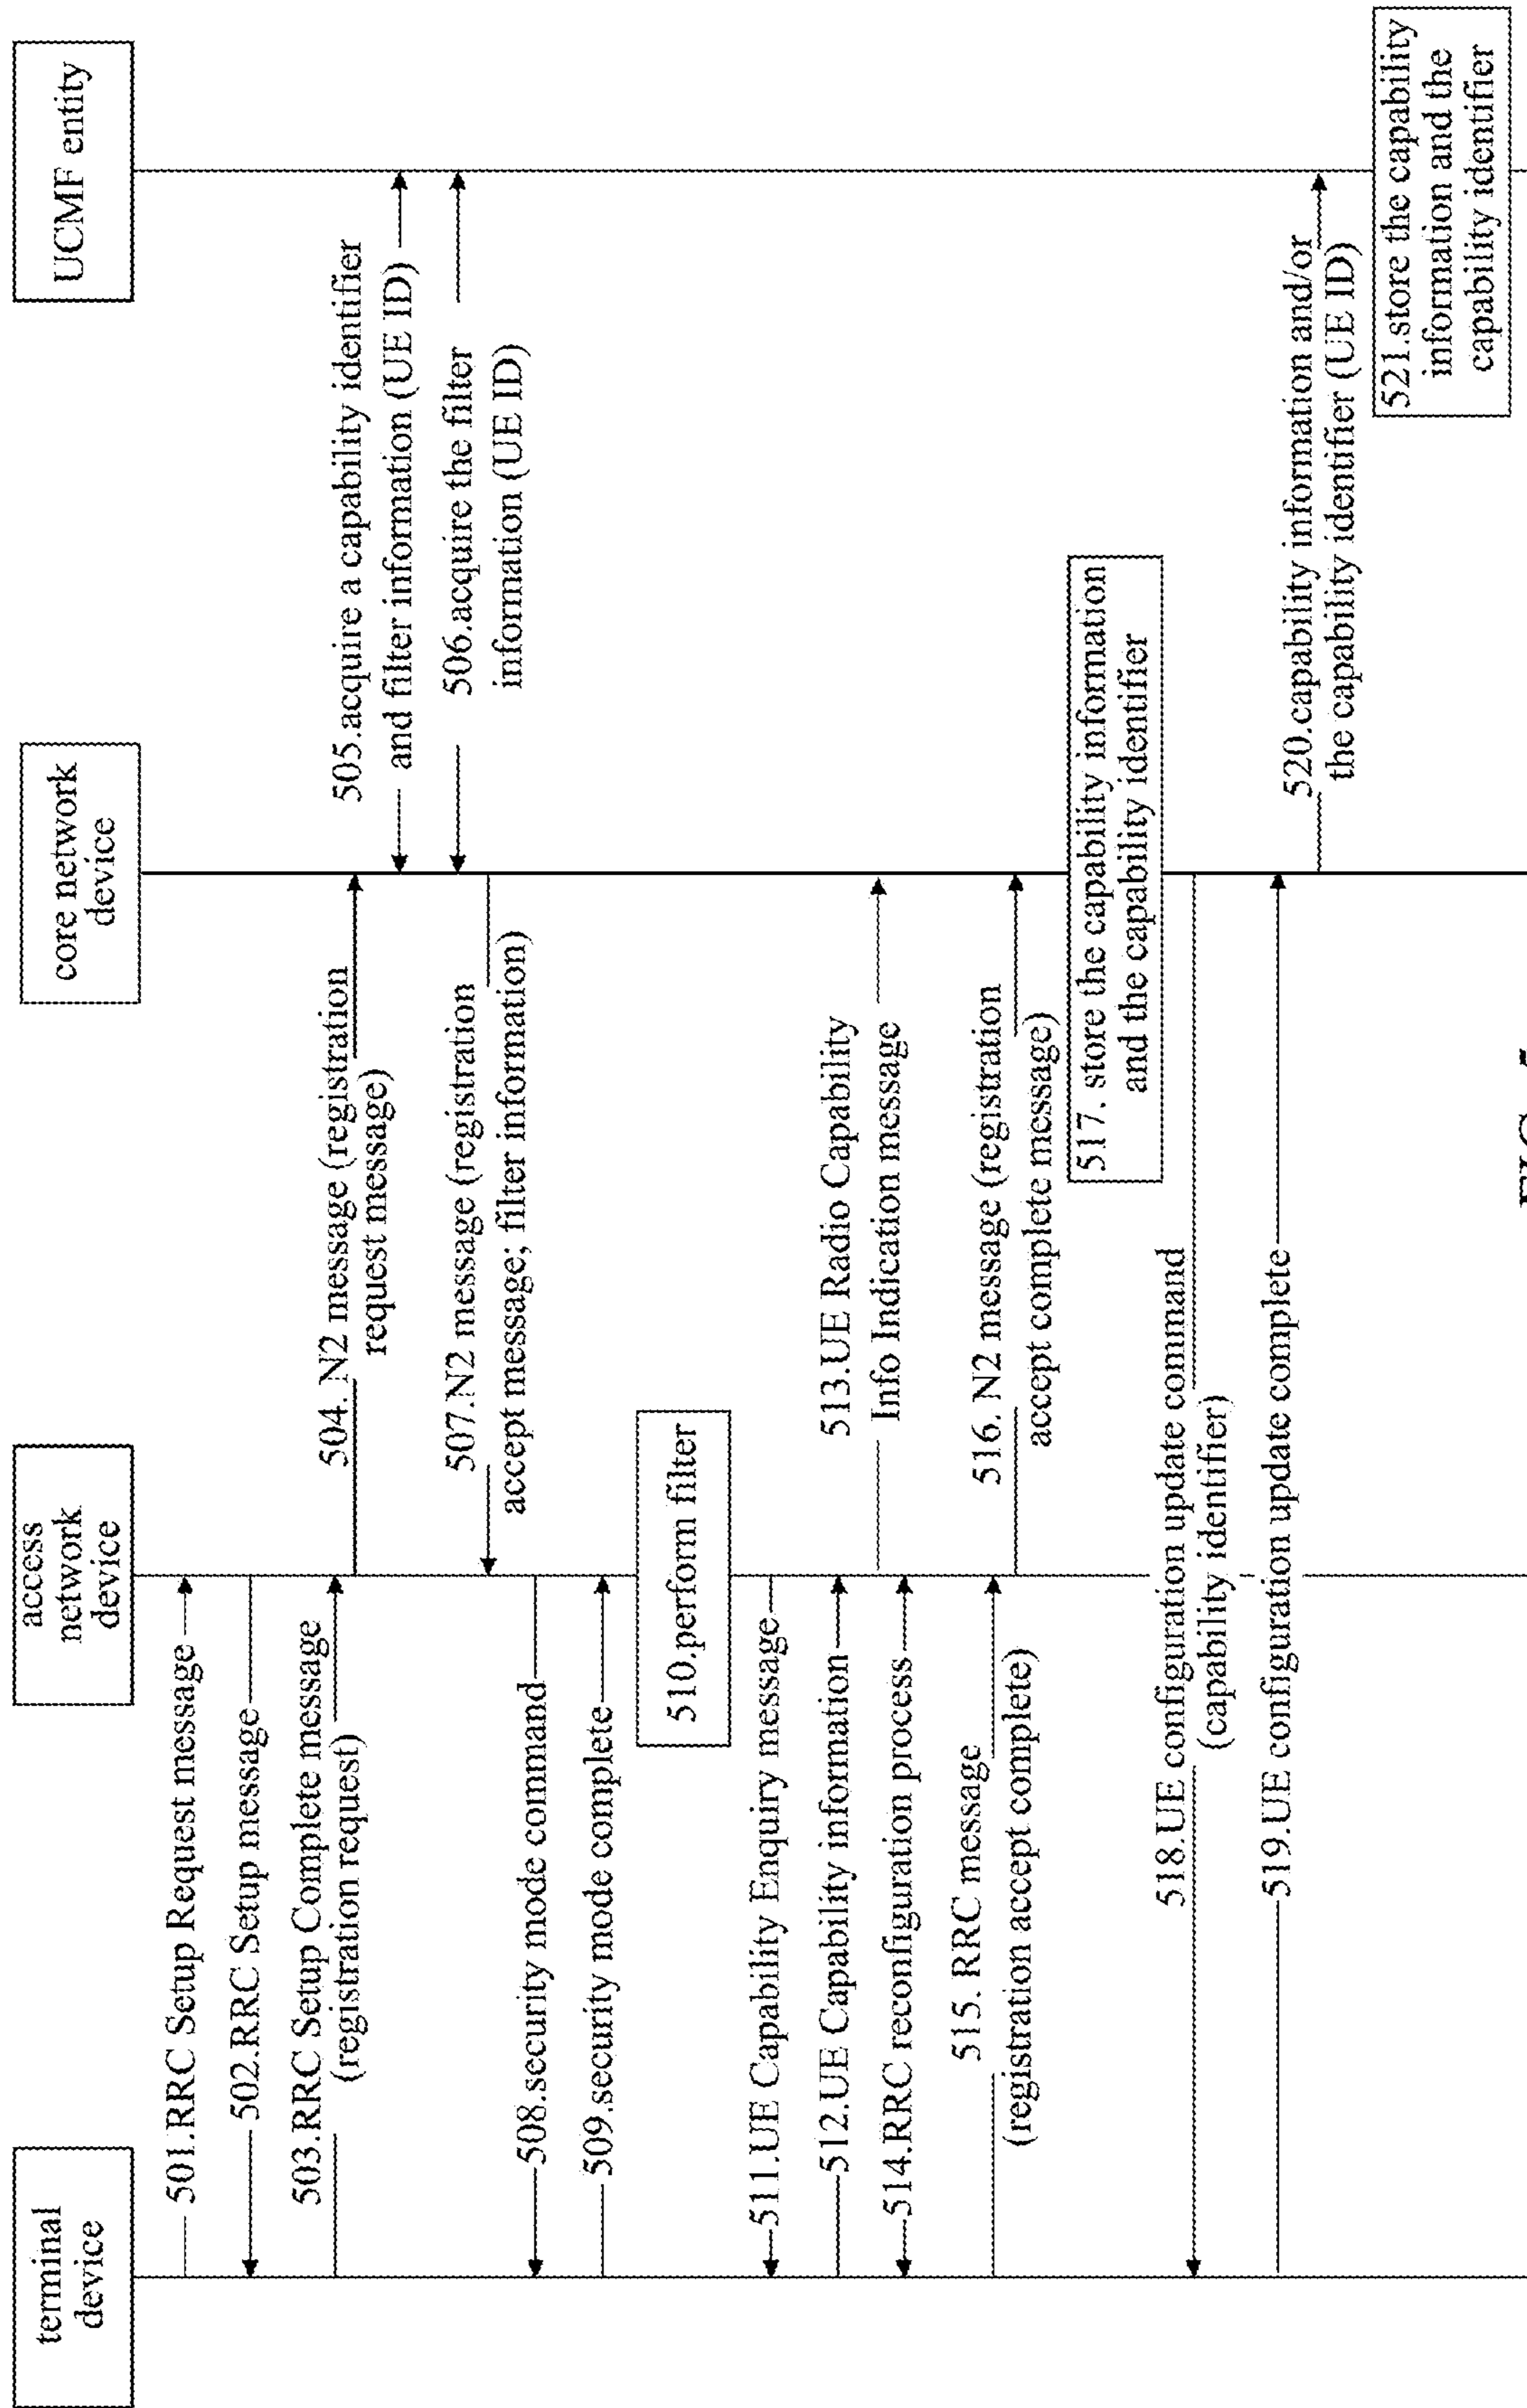 terminal
device
access
network
device
core network
device
UCMF entity
501.RRC Setup Request message
502.RRC Setup message
503.RRC Setup Complete message
(registration request)
504. N2 message (registration
request message)
505.acquire a capability identifier
and filter information (UE ID)
506.acquire the filter
information (UE ID)
507.N2 message (registration
accept message; filter information)
508.security mode command
509.security mode complete
510.perform filter
511.UE Capability Enquiry message
512.UE Capability information
513.UE Radio Capability
Info Indication message
514.RRC reconfiguration process
515. RRC message
(registration accept complete)
516. N2 message (registration
accept complete message)
517. store the capability information
and the capability identifier
518.UE configuration update command
(capability identifier)
519.UE configuration update complete
520.capability information and/or
the capability identifier (UE ID)
521.store the capability
information and the
capability identifier